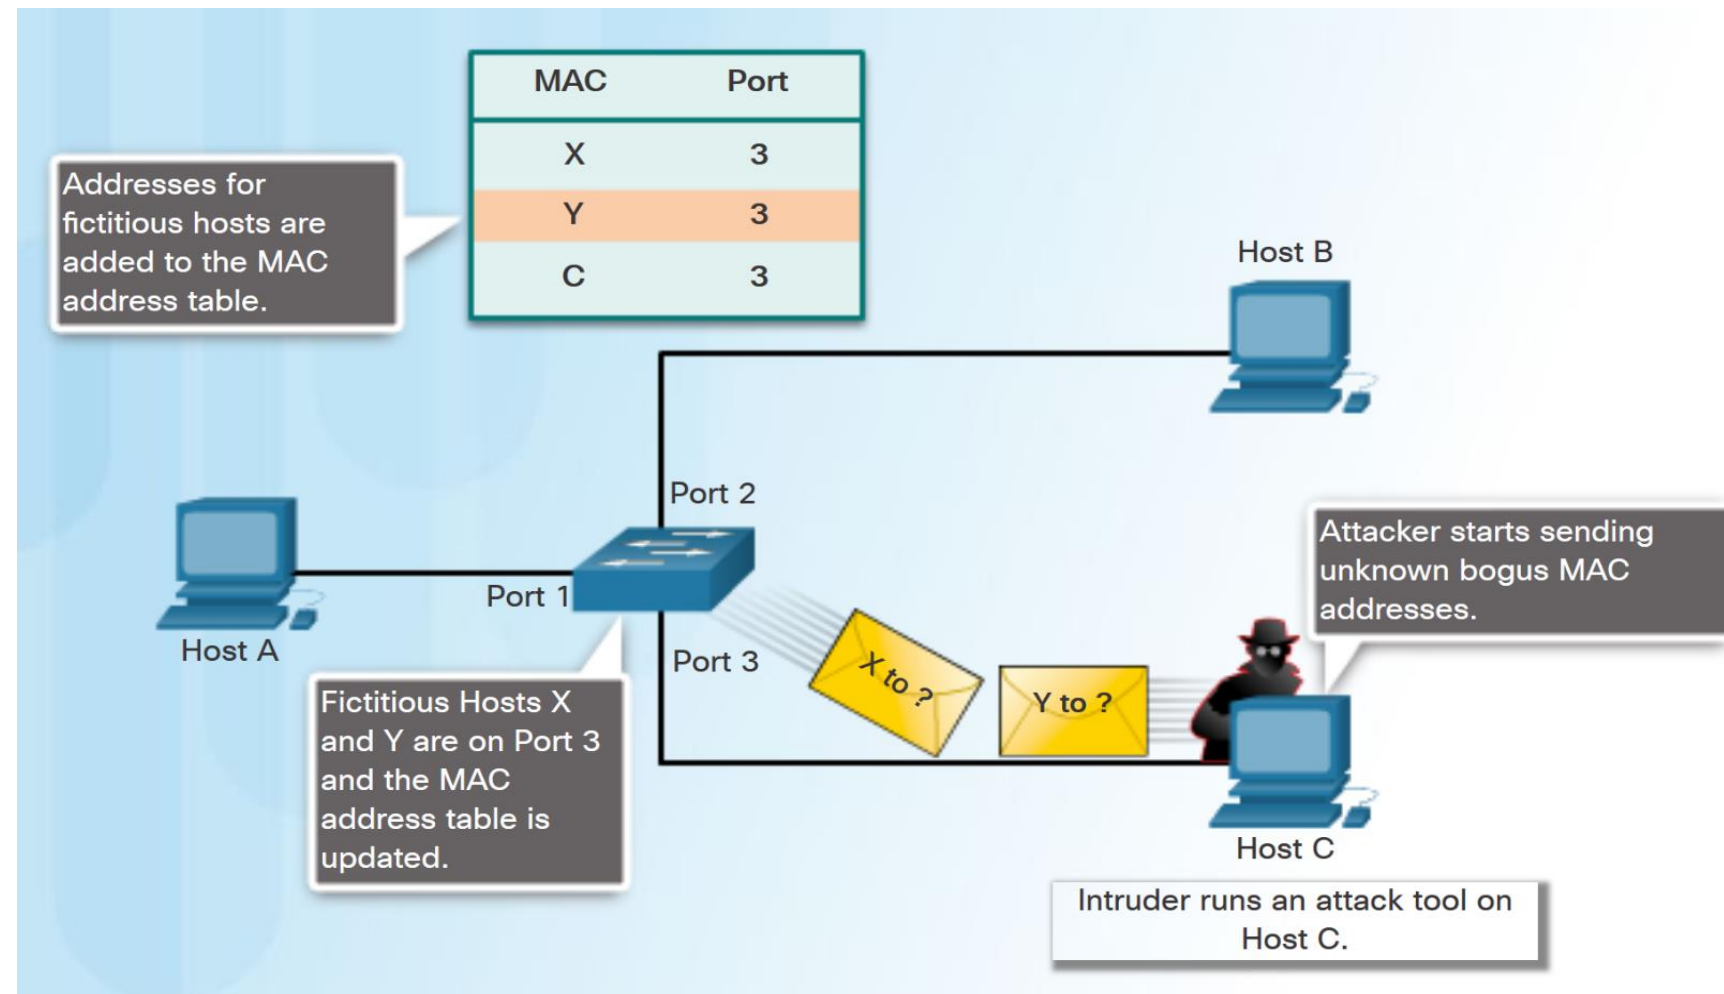 MAC Port
X 3
Y 3
C 3
Addresses for
fictitious hosts are
added to the MAC
address table.
Host B
Port 2
Attacker starts sending
unknown bogus MAC
addresses.
Port 1
Host A
Port 3
X to ?
Y to ?
Fictitious Hosts X
and Y are on Port 3
and the MAC
address table is
updated.
Host C
Intruder runs an attack tool on
Host C.